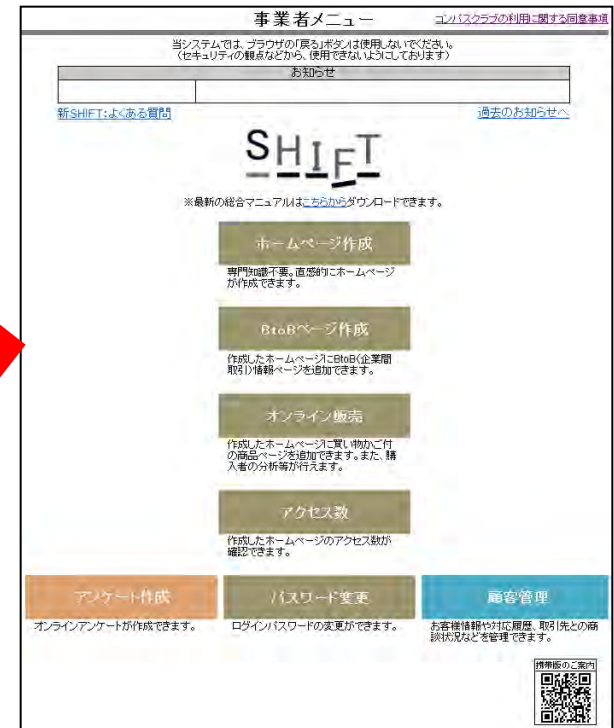 事業者メニュー
コンパスクラブの利用に関する同意事項
当システムでは、ブラウザの「戻る」ボタンは使用しないでください。
(セキュリティの観点などから、使用できないようにしております)
お知らせ
新SHIFT:よくある質問
過去のお知らせへ
SHIFT
※最新の総合マニュアルはこちらからダウンロードできます。
ホームページ作成
専門知識不要。直感的にホームページ
が作成できます。
BtoBページ作成
作成したホームページにBtoB(企業間
取引)情報ページを追加できます。
オンライン販売
作成したホームページに買い物かご付
の商品ページを追加できます。また、購
入者の分析等が行えます。
アクセス数
作成したホームページのアクセス数が
確認できます。
アンケート作成
オンラインアンケートが作成できます。
パスワード変更
ログインパスワードの変更ができます。
顧客管理
お客様情報や対応履歴、取引先との商
談状況などを管理できます。
携帯版のご案内